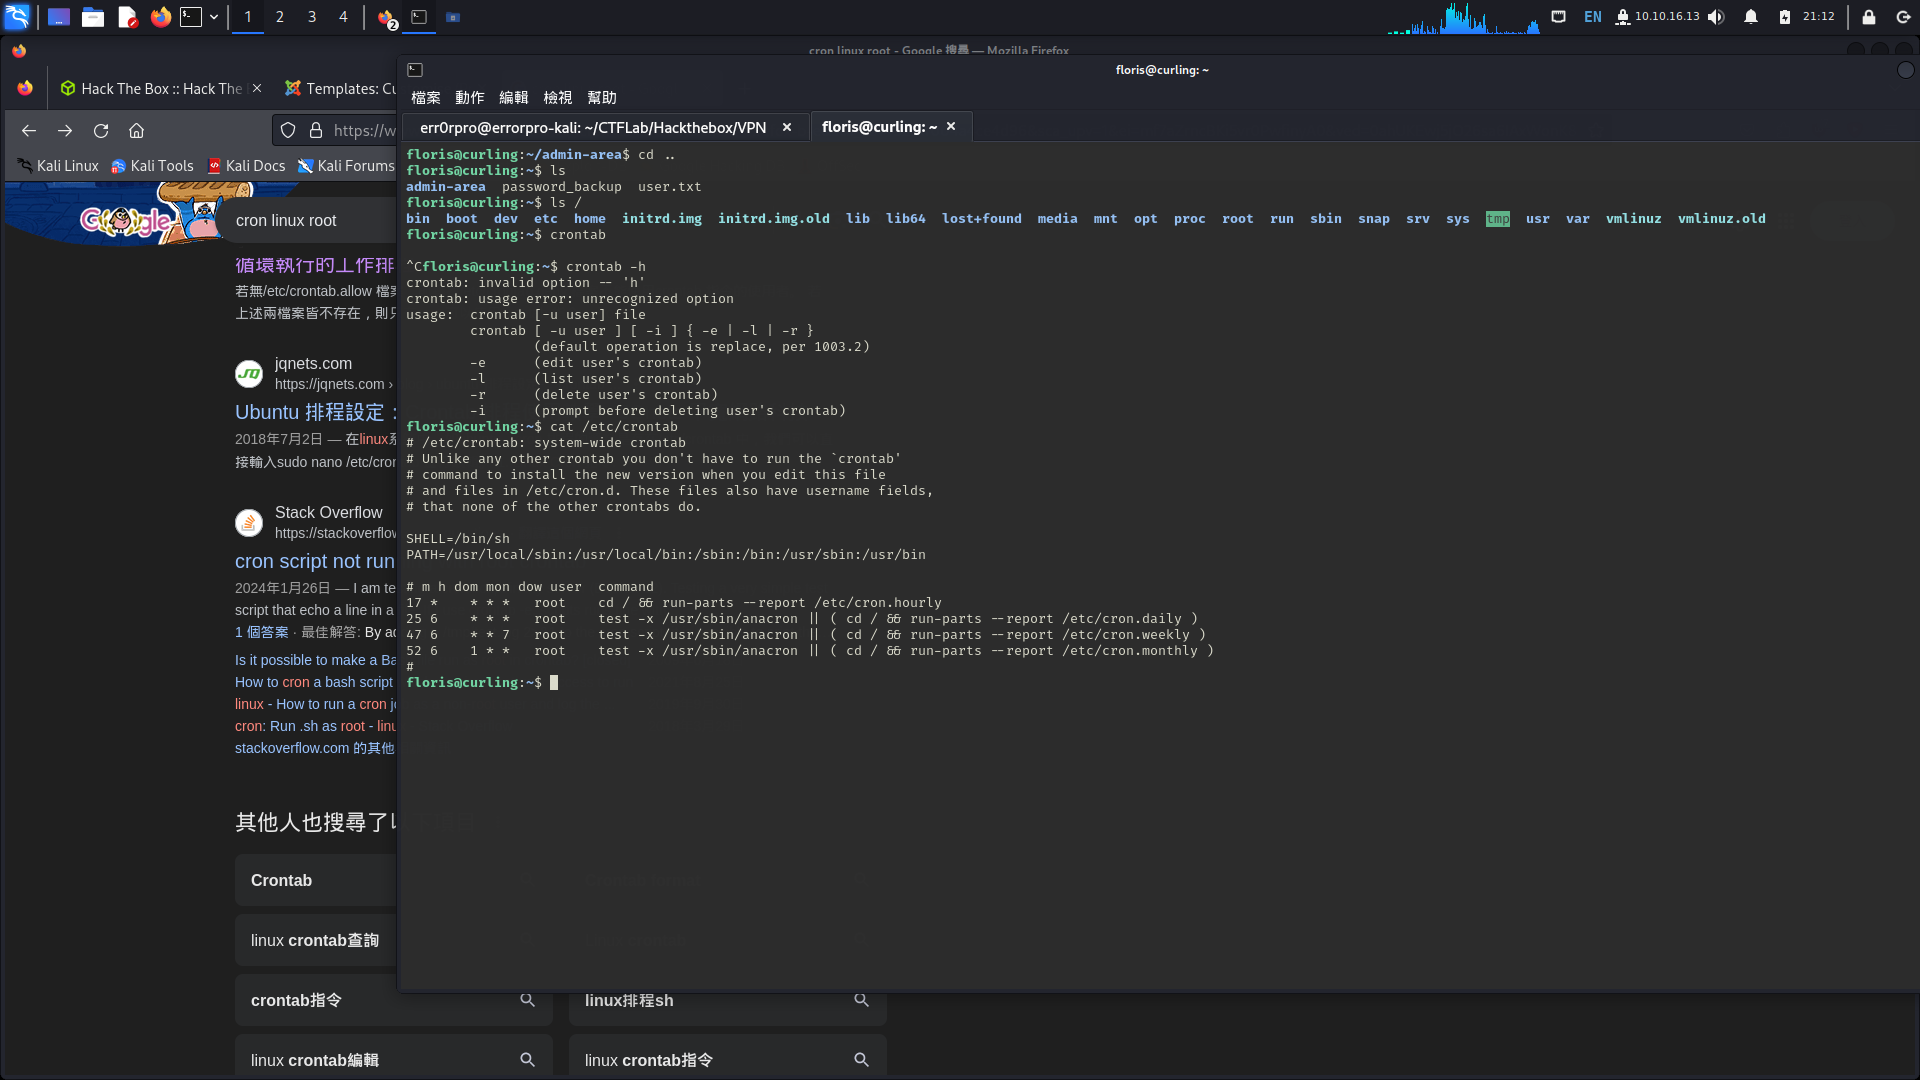 1
2
3
4
2
EN
10.10.16.13
21:12
cron linux root - Google 搜尋 — Mozilla Firefox
Hack The Box :: Hack The
Templates: Cu
https://w
Kali Linux
Kali Tools
Kali Docs
Kali Forums
Google
cron linux root
循環執行的工作排
若無/etc/crontab.allow 檔案
上述兩檔案皆不存在，則只
jqnets.com
https://jqnets.com ›
Ubuntu 排程設定：
2018年7月2日 — 在linux系
接輸入sudo nano /etc/cron
Stack Overflow
https://stackoverflow
cron script not run
2024年1月26日 — I am te
script that echo a line in a
1 個答案 · 最佳解答: By ad
Is it possible to make a Ba
How to cron a bash script
linux - How to run a cron jo
cron: Run .sh as root - linu
stackoverflow.com 的其他
其他人也搜尋了以
Crontab
linux crontab查詢
crontab指令
linux排程sh
linux crontab編輯
linux crontab指令
floris@curling: ~
檔案 動作 編輯 檢視 幫助
err0rpro@errorpro-kali: ~/CTFLab/Hackthebox/VPN
floris@curling: ~
floris@curling:~/admin-area$ cd ..
floris@curling:~$ ls
admin-area  password_backup  user.txt
floris@curling:~$ ls /
bin  boot  dev  etc  home  initrd.img  initrd.img.old  lib  lib64  lost+found  media  mnt  opt  proc  root  run  sbin  snap  srv  sys  tmp  usr  var  vmlinuz  vmlinuz.old
floris@curling:~$ crontab
^Cfloris@curling:~$ crontab -h
crontab: invalid option -- 'h'
crontab: usage error: unrecognized option
usage:  crontab [-u user] file
        crontab [ -u user ] [ -i ] { -e | -l | -r }
                (default operation is replace, per 1003.2)
        -e      (edit user's crontab)
        -l      (list user's crontab)
        -r      (delete user's crontab)
        -i      (prompt before deleting user's crontab)
floris@curling:~$ cat /etc/crontab
# /etc/crontab: system-wide crontab
# Unlike any other crontab you don't have to run the `crontab'
# command to install the new version when you edit this file
# and files in /etc/cron.d. These files also have username fields,
# that none of the other crontabs do.
SHELL=/bin/sh
PATH=/usr/local/sbin:/usr/local/bin:/sbin:/bin:/usr/sbin:/usr/bin
# m h dom mon dow user  command
17 *    * * *   root    cd / && run-parts --report /etc/cron.hourly
25 6    * * *   root    test -x /usr/sbin/anacron || ( cd / && run-parts --report /etc/cron.daily )
47 6    * * 7   root    test -x /usr/sbin/anacron || ( cd / && run-parts --report /etc/cron.weekly )
52 6    1 * *   root    test -x /usr/sbin/anacron || ( cd / && run-parts --report /etc/cron.monthly )
#
floris@curling:~$